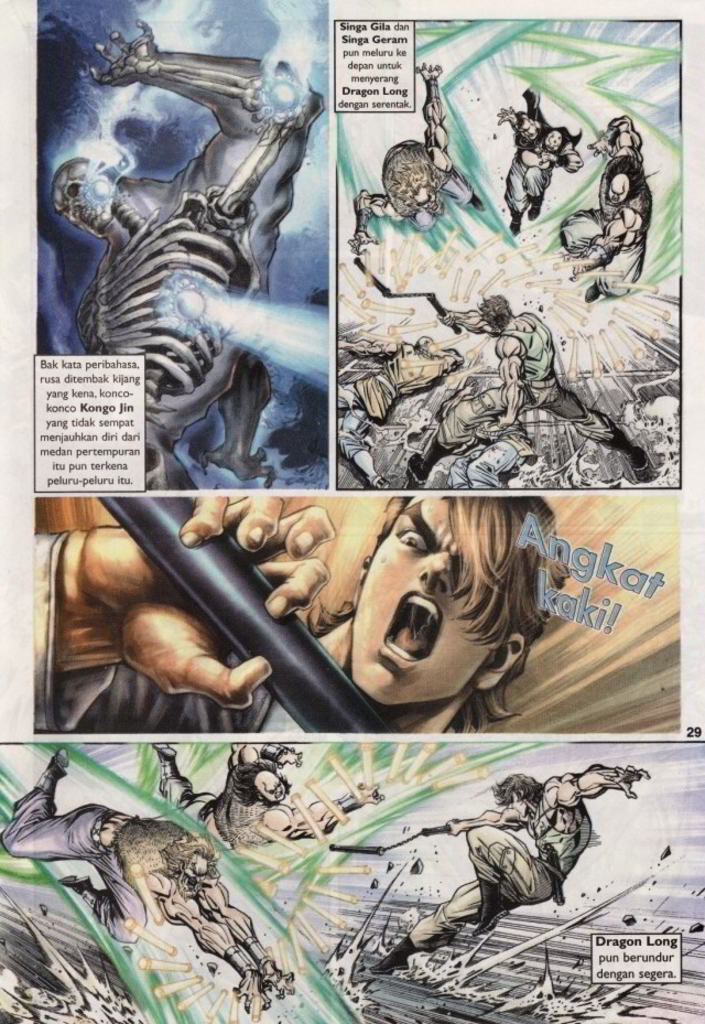 Bak kata peribahasa,
rusa ditembak kijang
yang kena, konco-
konco Kongo Jin
yang tidak sempat
menjauhkan diri dari
medan pertempuran
itu pun terkena
peluru-peluru itu.
Singa Gila dan
Singa Geram
pun meluru ke
depan untuk
menyerang
Dragon Long
dengan serentak.
Angkat
kaki!
29
Dragon Long
pun berundur
dengan segera.